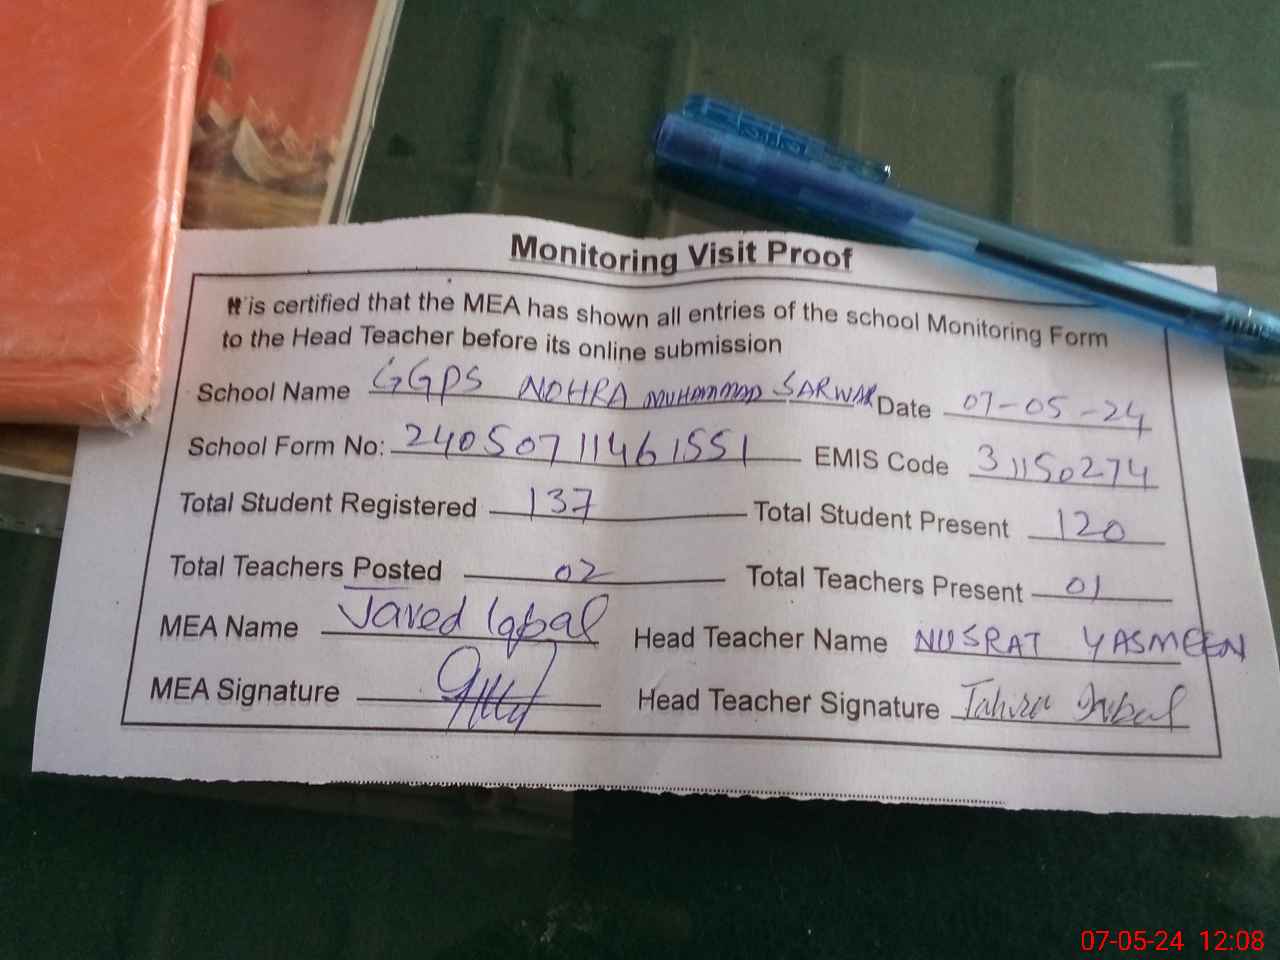 Monitoring Visit Proof
It is certified that the MEA has shown all entries of the school Monitoring Form
to the Head Teacher before its online submission
School Name GGPS NOHRA MUHAMMAD SARWAR Date 07-05-24
School Form No: 24050711461551 EMIS Code 31150274
Total Student Registered 137 Total Student Present 120
Total Teachers Posted 02 Total Teachers Present 01
MEA Name Javed Iqbal Head Teacher Name NUSRAT YASMEEN
MEA Signature Head Teacher Signature Tahira Iqbal
07-05-24 12:08